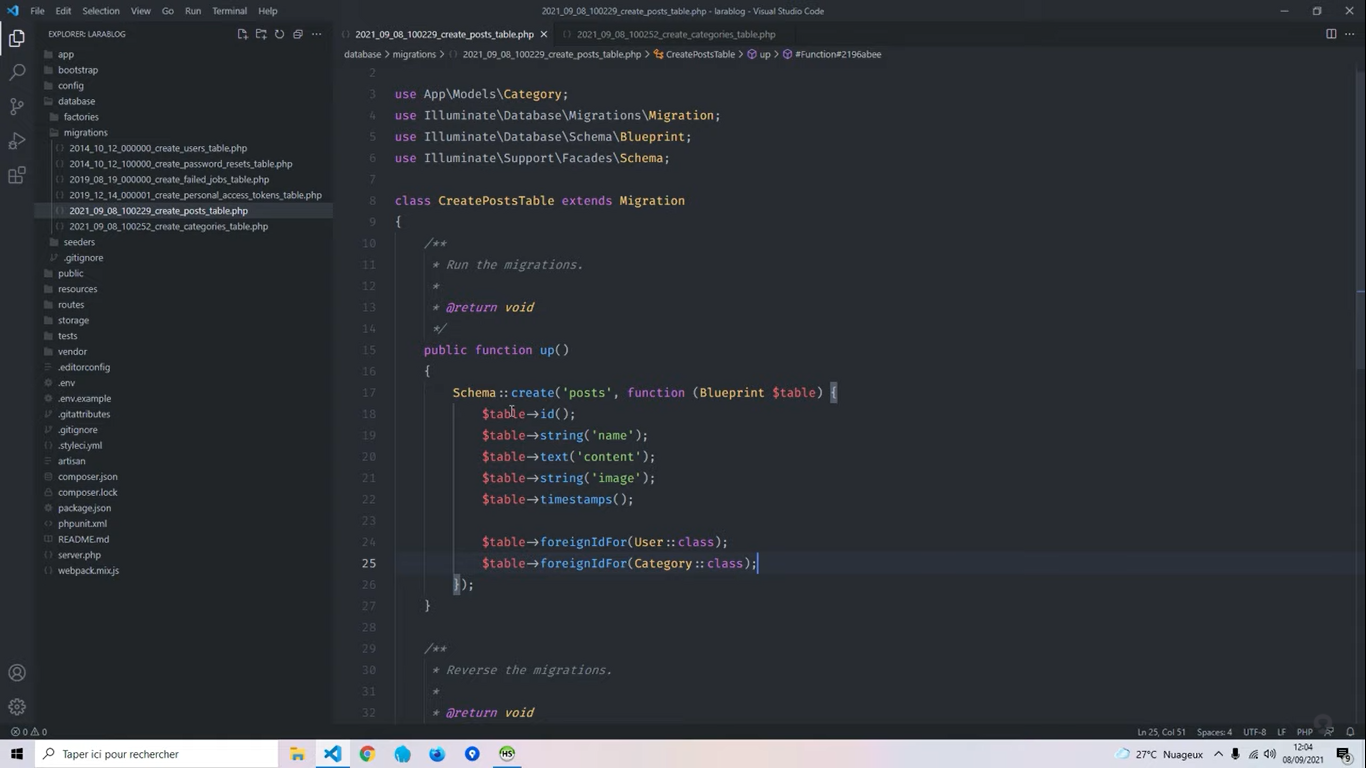 File Edit Selection View Go Run Terminal Help
2021_09_08_100229_create_posts_table.php - larablog - Visual Studio Code
EXPLORER: LARABLOG
2021_09_08_100229_create_posts_table.php
2021_09_08_100252_create_categories_table.php
database > migrations > 2021_09_08_100229_create_posts_table.php > CreatePostsTable > up > #Function#2196abee
app
bootstrap
config
database
factories
migrations
2014_10_12_000000_create_users_table.php
2014_10_12_100000_create_password_resets_table.php
2019_08_19_000000_create_failed_jobs_table.php
2019_12_14_000001_create_personal_access_tokens_table.php
2021_09_08_100229_create_posts_table.php
2021_09_08_100252_create_categories_table.php
seeders
.gitignore
public
resources
routes
storage
tests
vendor
.editorconfig
.env
.env.example
.gitattributes
.gitignore
.styleci.yml
artisan
composer.json
composer.lock
package.json
phpunit.xml
README.md
server.php
webpack.mix.js
2
3 use App\Models\Category;
4 use Illuminate\Database\Migrations\Migration;
5 use Illuminate\Database\Schema\Blueprint;
6 use Illuminate\Support\Facades\Schema;
7
8 class CreatePostsTable extends Migration
9 {
10 /**
11 * Run the migrations.
12 *
13 * @return void
14 */
15 public function up()
16 {
17 Schema::create('posts', function (Blueprint $table) {
18 $table->id();
19 $table->string('name');
20 $table->text('content');
21 $table->string('image');
22 $table->timestamps();
23
24 $table->foreignIdFor(User::class);
25 $table->foreignIdFor(Category::class);
26 });
27 }
28
29 /**
30 * Reverse the migrations.
31 *
32 * @return void
0 0
Ln 25, Col 51 Spaces: 4 UTF-8 LF PHP
Taper ici pour rechercher
27°C Nuageux
12:04
08/09/2021
9